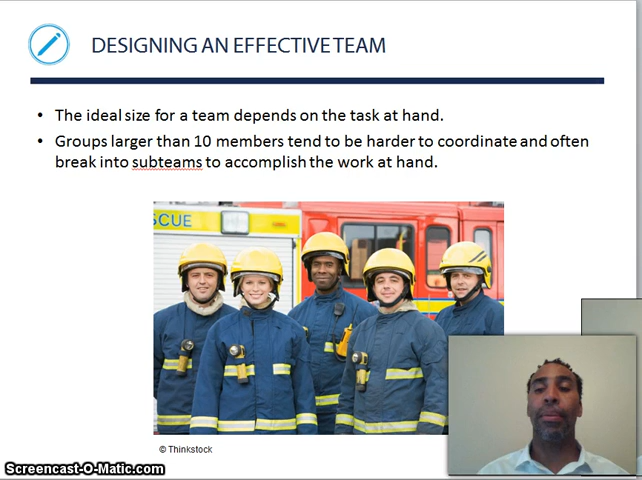 DESIGNING AN EFFECTIVE TEAM
• The ideal size for a team depends on the task at hand.
• Groups larger than 10 members tend to be harder to coordinate and often
break into subteams to accomplish the work at hand.
SCUE
© Thinkstock
Screencast-O-Matic.com